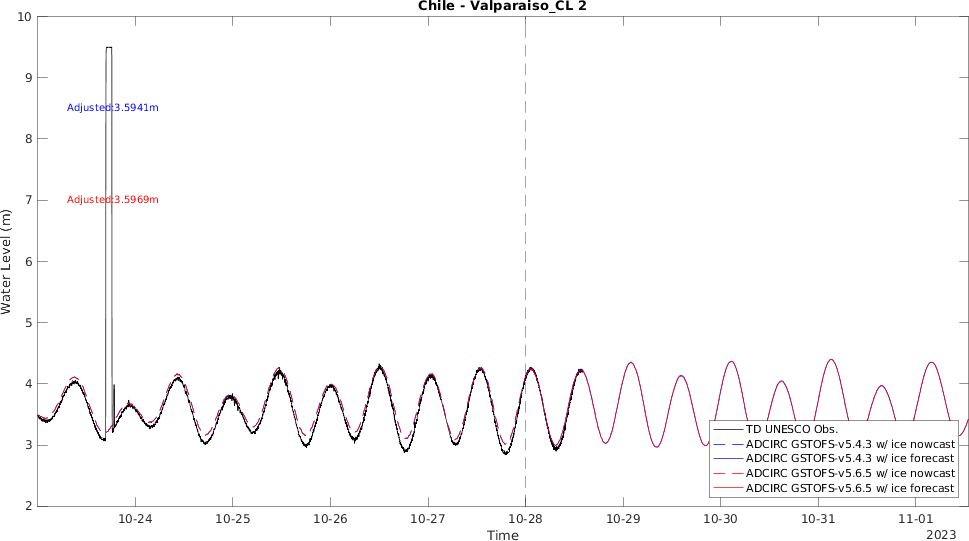 Chile - Valparaiso_CL 2
Water Level (m)
10
9
8
7
6
5
4
3
2
Adjusted:3.5941m
Adjusted:3.5969m
TD UNESCO Obs.
ADCIRC GSTOFS-v5.4.3 w/ ice nowcast
ADCIRC GSTOFS-v5.4.3 w/ ice forecast
ADCIRC GSTOFS-v5.6.5 w/ ice nowcast
ADCIRC GSTOFS-v5.6.5 w/ ice forecast
10-24 10-25 10-26 10-27 10-28 10-29 10-30 10-31 11-01
Time
2023